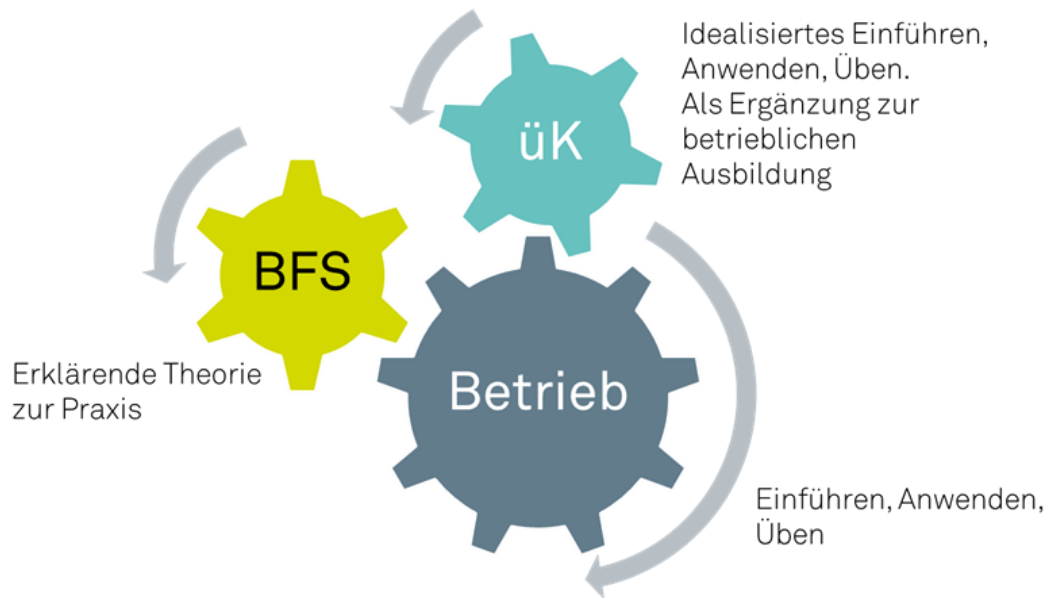 Idealisiertes Einführen,
Anwenden, Üben.
Als Ergänzung zur
betrieblichen
Ausbildung
üK
BFS
Erklärende Theorie
zur Praxis
Betrieb
Einführen, Anwenden,
Üben